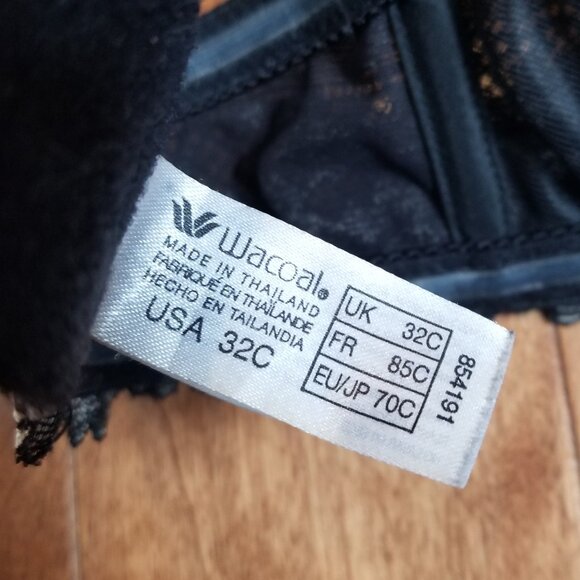 wacoal®
MADE IN THAILAND
FABRIQUÉ EN THAÏLANDE
HECHO EN TAILANDIA
USA 32C
UK 32C
FR 85C
EU/JP 70C
854191